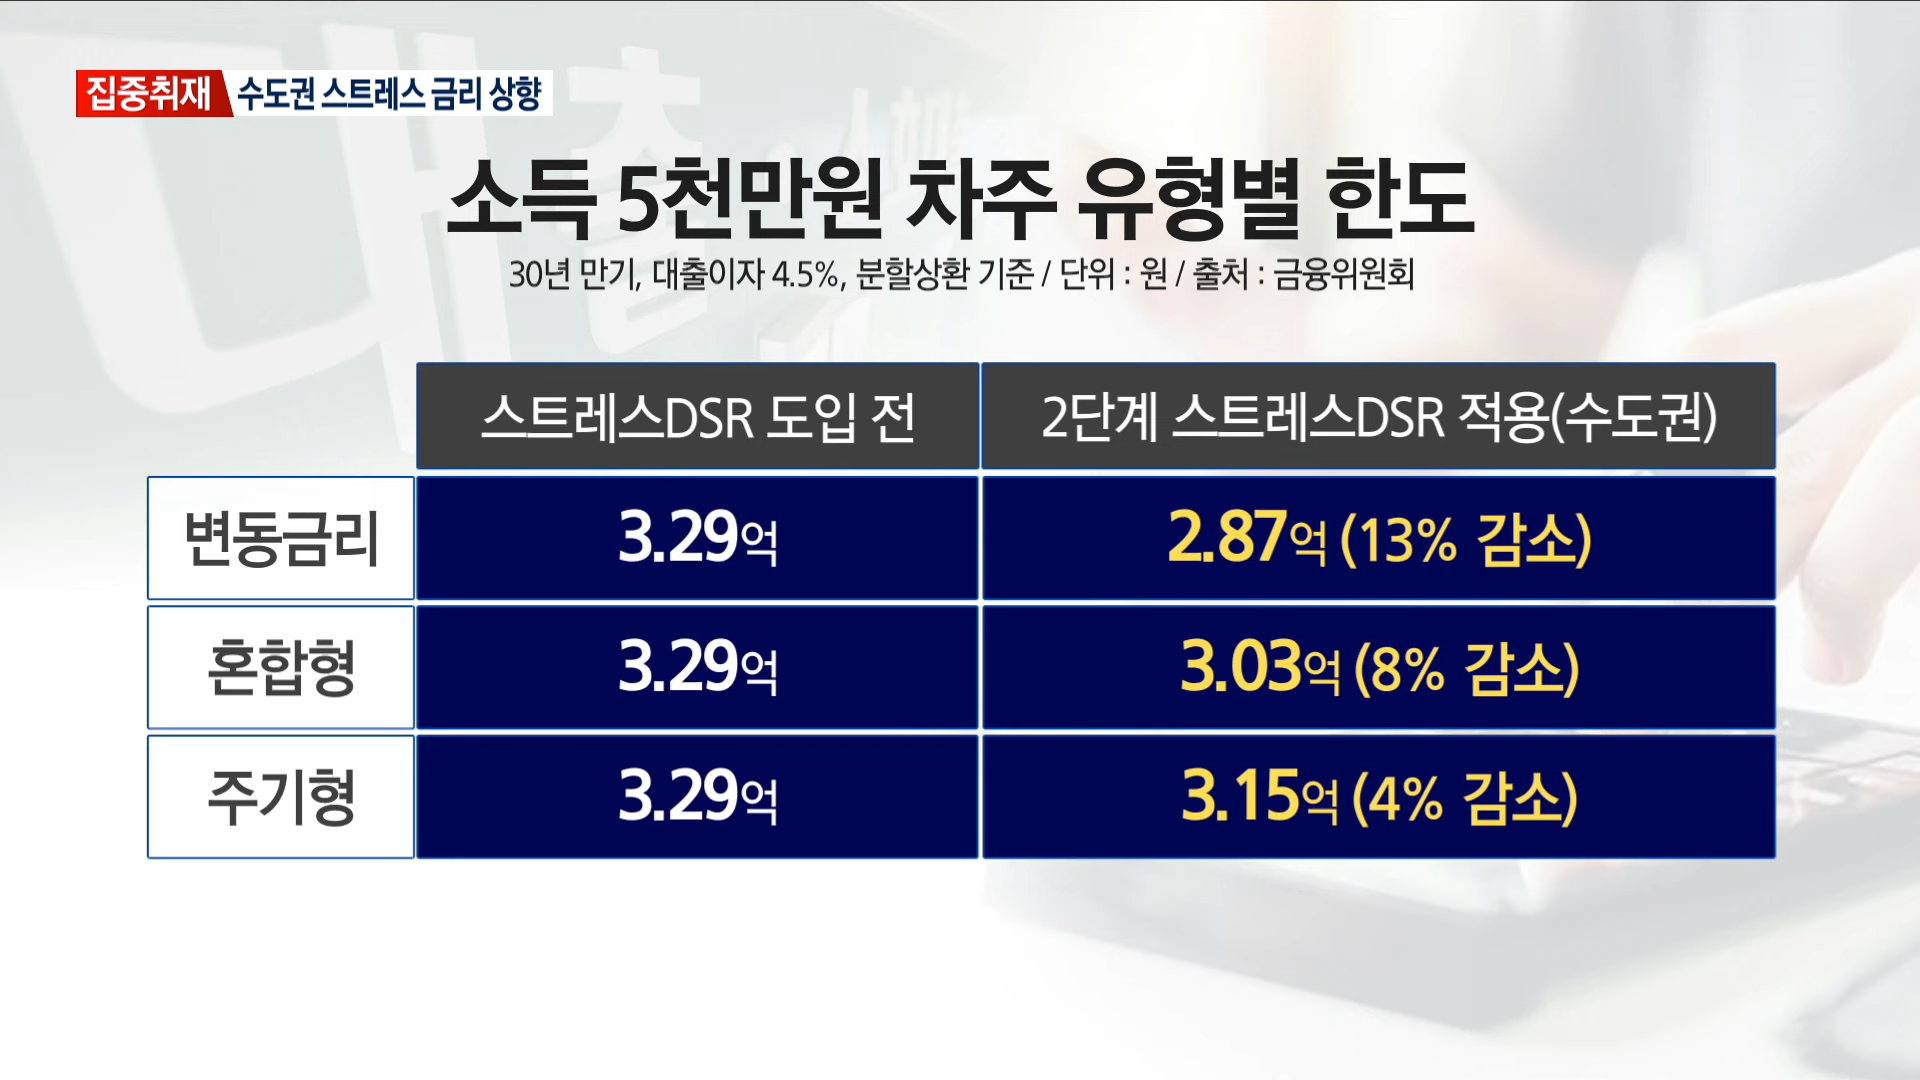 집중취재 수도권 스트레스 금리 상향
소득 5천만원 차주 유형별 한도
30년 만기, 대출이자 4.5%, 분할상환 기준 / 단위 : 원 / 출처 : 금융위원회
스트레스DSR 도입 전 2단계 스트레스DSR 적용(수도권)
변동금리 3.29억 2.87억 (13% 감소)
혼합형 3.29억 3.03억 (8% 감소)
주기형 3.29억 3.15억 (4% 감소)
대출